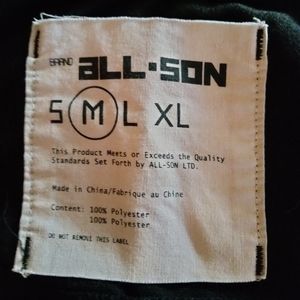 BRAND ALL-SON
S M L XL
This Product Meets or Exceeds the Quality
Standards Set Forth by ALL-SON LTD.
Made in China/Fabrique au Chine
Content: 100% Polyester
100% Polyester
DO NOT REMOVE THIS LABEL